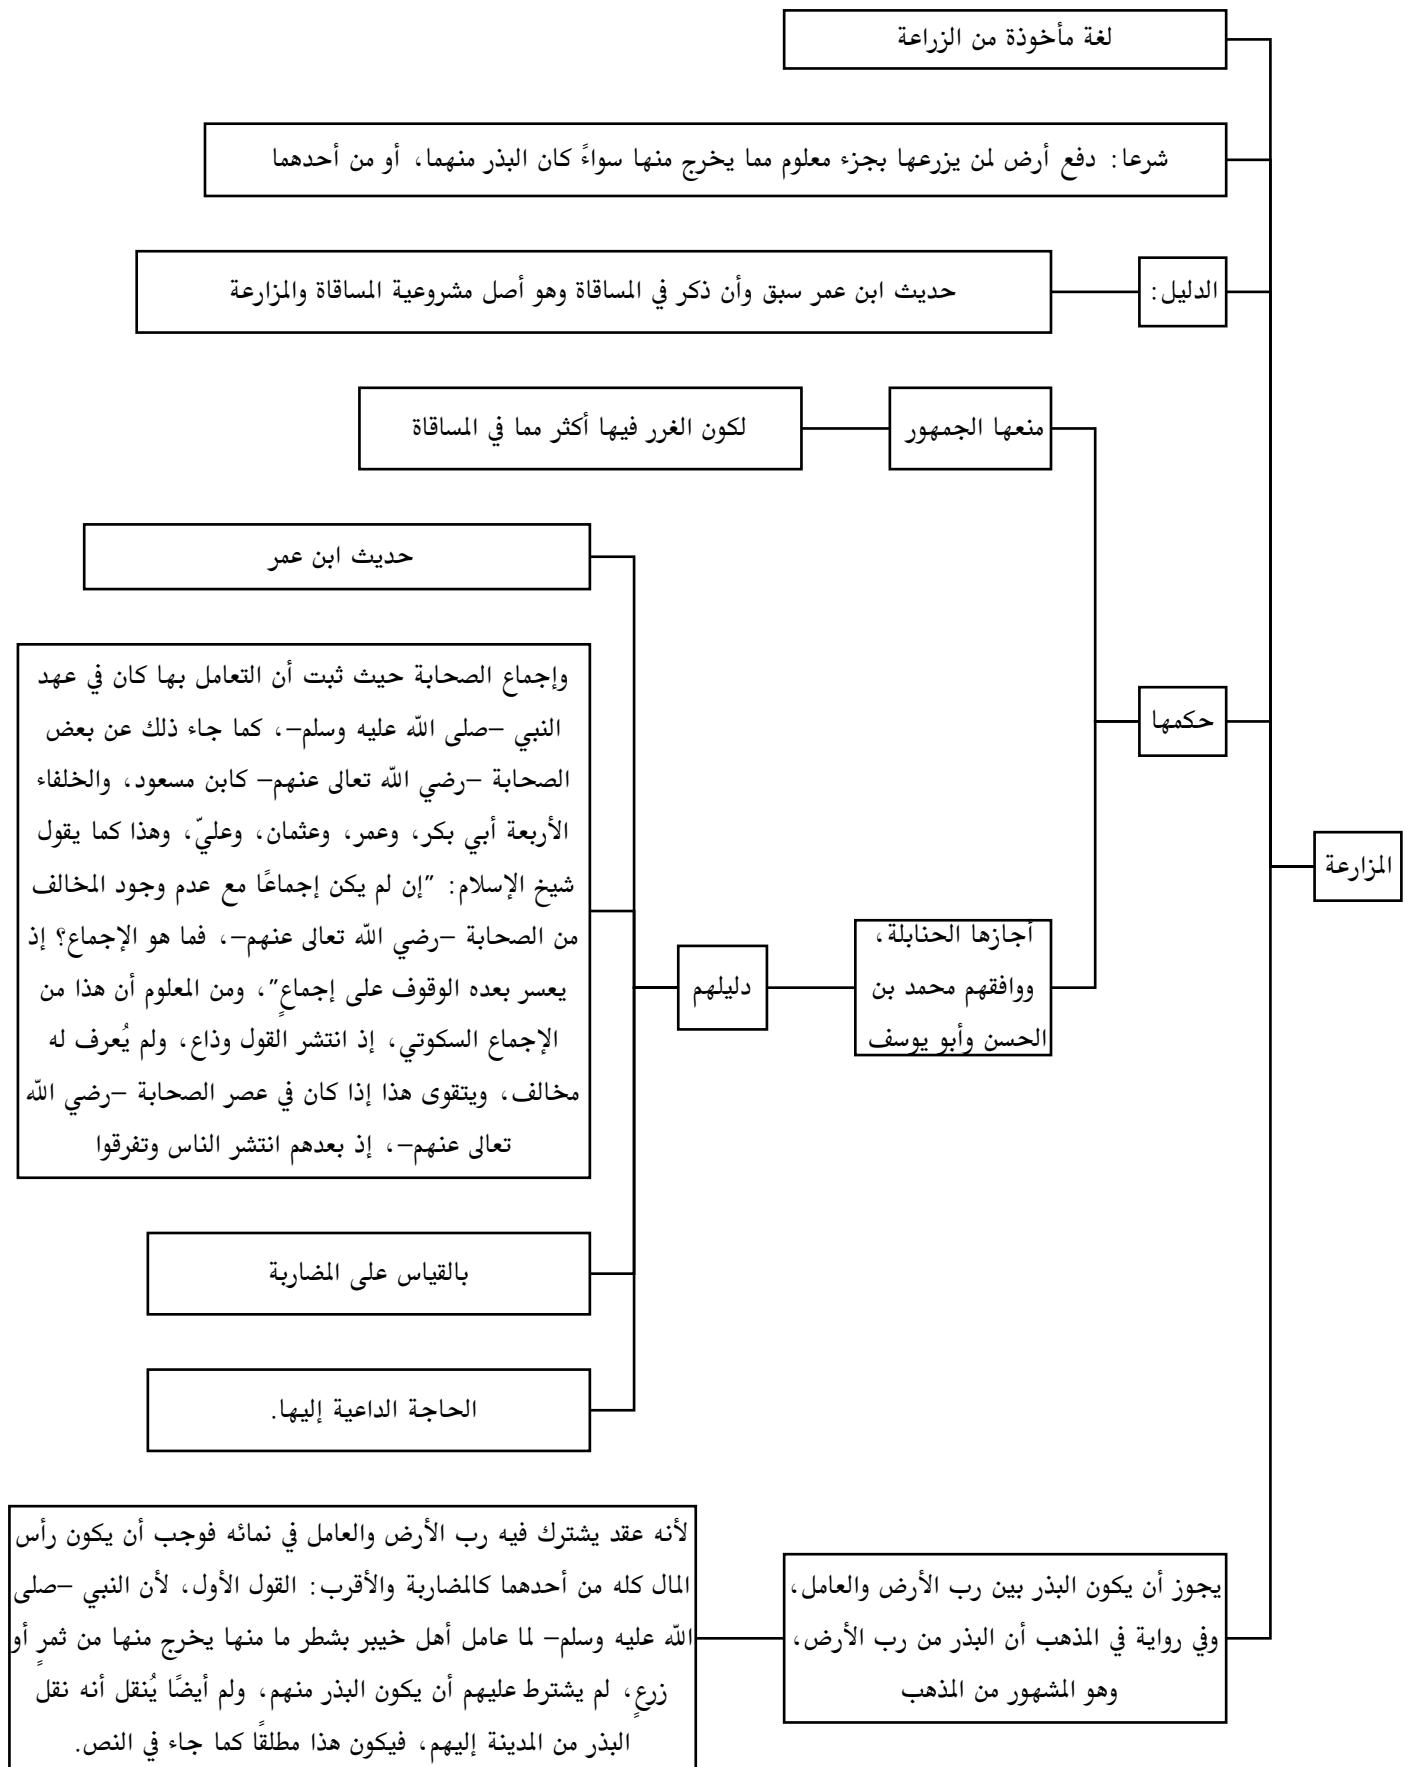 المزارعة
لغة مأخوذة من الزراعة
شرعا: دفع أرض لمن يزرعها بجزء معلوم مما يخرج منها سواءً كان البذر منهما، أو من أحدهما
الدليل:
حديث ابن عمر سبق وأن ذكر في المساقاة وهو أصل مشروعية المساقاة والمزارعة
حكمها
منعها الجمهور
لكون الغرر فيها أكثر مما في المساقاة
أجازها الحنابلة،
ووافقهم محمد بن
الحسن وأبو يوسف
دليلهم
حديث ابن عمر
وإجماع الصحابة حيث ثبت أن التعامل بها كان في عهد
النبي –صلى الله عليه وسلم–، كما جاء ذلك عن بعض
الصحابة –رضي الله تعالى عنهم– كابن مسعود، والخلفاء
الأربعة أبي بكر، وعمر، وعثمان، وعليّ، وهذا كما يقول
شيخ الإسلام: "إن لم يكن إجماعًا مع عدم وجود المخالف
من الصحابة –رضي الله تعالى عنهم–، فما هو الإجماع؟ إذ
يعسر بعده الوقوف على إجماعٍ"، ومن المعلوم أن هذا من
الإجماع السكوتي، إذ انتشر القول وذاع، ولم يُعرف له
مخالف، ويتقوى هذا إذا كان في عصر الصحابة –رضي الله
تعالى عنهم–، إذ بعدهم انتشر الناس وتفرقوا
بالقياس على المضاربة
الحاجة الداعية إليها.
يجوز أن يكون البذر بين رب الأرض والعامل،
وفي رواية في المذهب أن البذر من رب الأرض،
وهو المشهور من المذهب
لأنه عقد يشترك فيه رب الأرض والعامل في نمائه فوجب أن يكون رأس
المال كله من أحدهما كالمضاربة والأقرب: القول الأول، لأن النبي –صلى
الله عليه وسلم– لما عامل أهل خيبر بشطر ما منها يخرج منها من ثمرٍ أو
زرعٍ، لم يشترط عليهم أن يكون البذر منهم، ولم أيضًا يُنقل أنه نقل
البذر من المدينة إليهم، فيكون هذا مطلقًا كما جاء في النص.